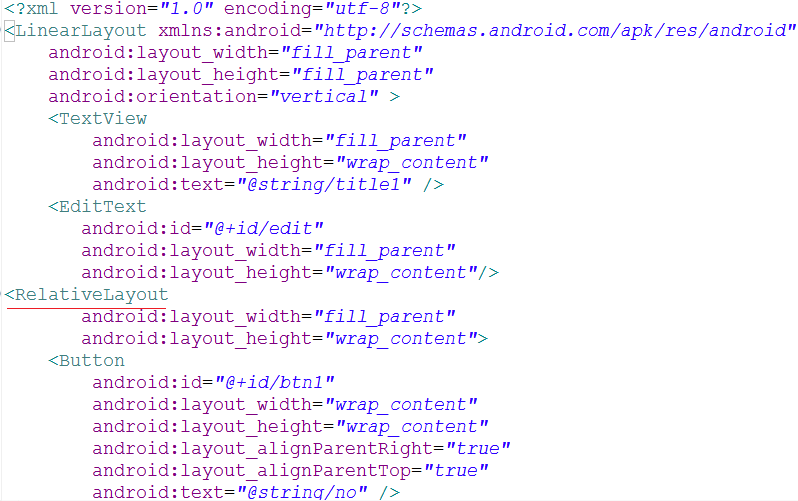 <?xml version="1.0" encoding="utf-8"?>
<LinearLayout xmlns:android="http://schemas.android.com/apk/res/android"
    android:layout_width="fill_parent"
    android:layout_height="fill_parent"
    android:orientation="vertical" >
    <TextView
        android:layout_width="fill_parent"
        android:layout_height="wrap_content"
        android:text="@string/title1" />
    <EditText
       android:id="@+id/edit"
       android:layout_width="fill_parent"
       android:layout_height="wrap_content"/>
<RelativeLayout
       android:layout_width="fill_parent"
       android:layout_height="wrap_content">
    <Button
        android:id="@+id/btn1"
        android:layout_width="wrap_content"
        android:layout_height="wrap_content"
        android:layout_alignParentRight="true"
        android:layout_alignParentTop="true"
        android:text="@string/no" />